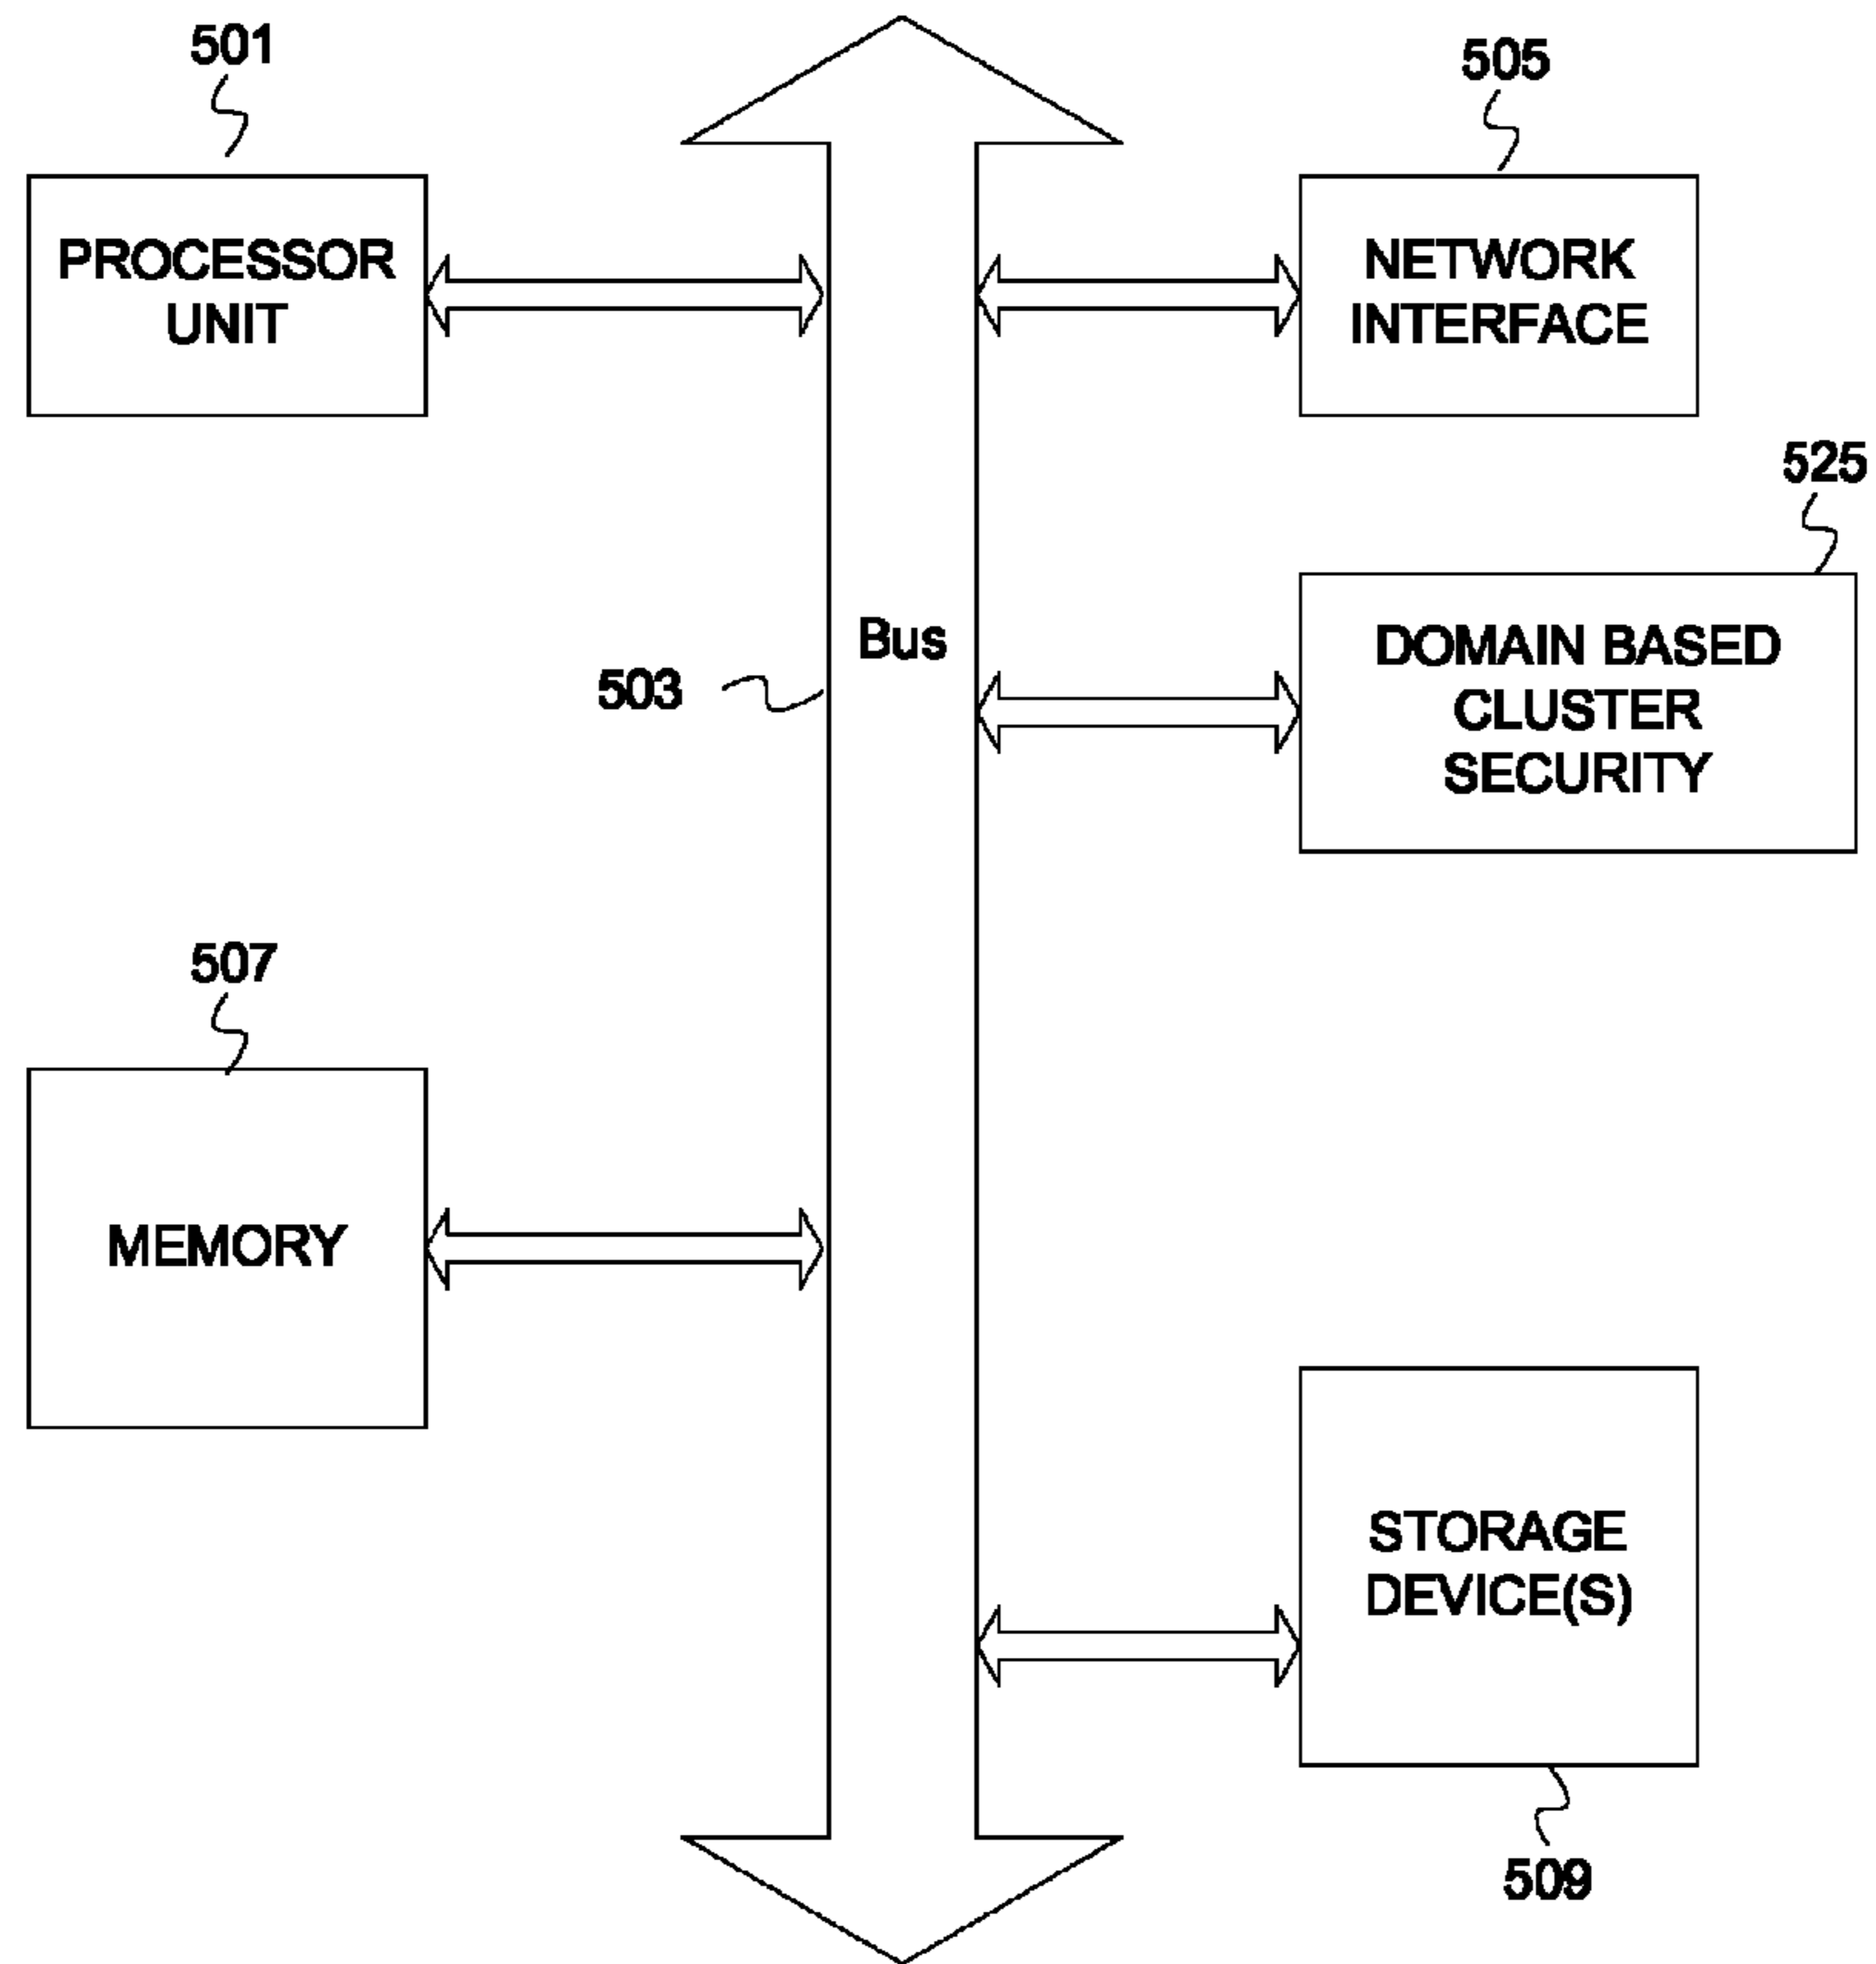 501
505
PROCESSOR
UNIT
NETWORK
INTERFACE
525
Bus
503
DOMAIN BASED
CLUSTER
SECURITY
507
MEMORY
STORAGE
DEVICE(S)
509